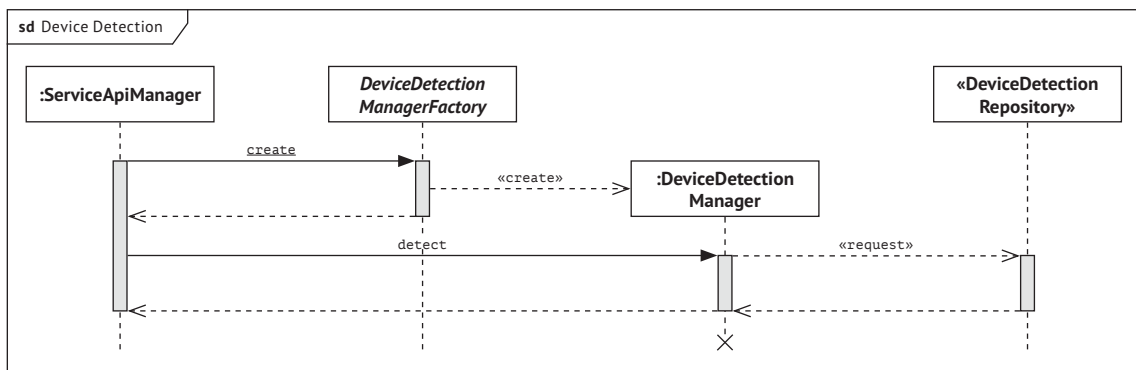 sd Device Detection
:ServiceApiManager
DeviceDetection
ManagerFactory
«DeviceDetection
Repository»
create
«create»
:DeviceDetection
Manager
detect
«request»